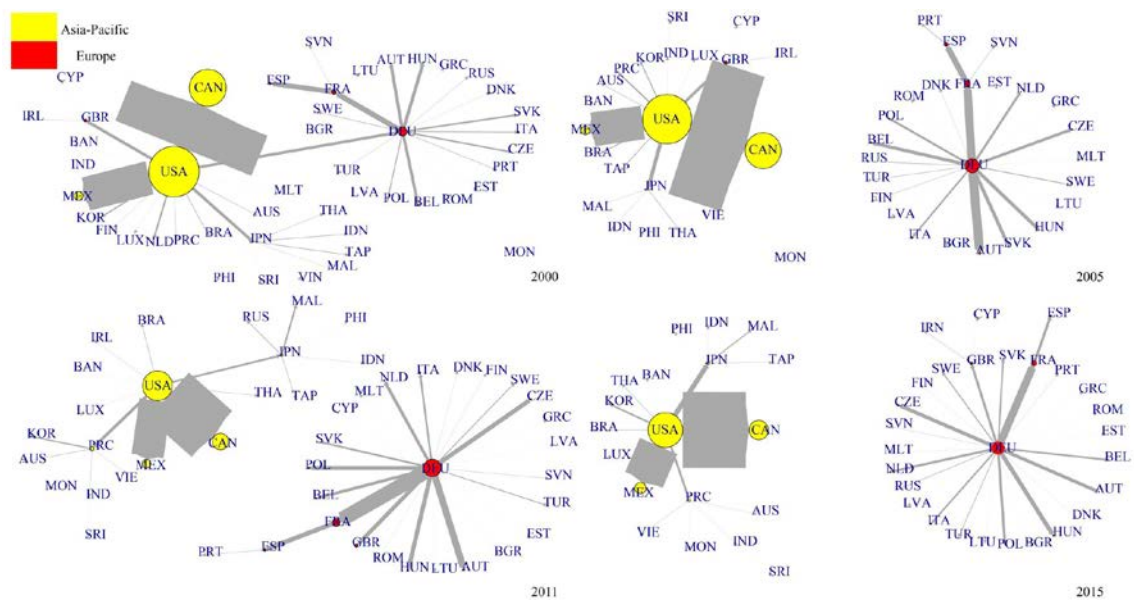 Asia-Pacific
Europe
CYP
CAN
IRL
GBR
BAN
IND
USA
MEX
KOR
FIN
LUX
NLD
PRC
BRA
AUS
MLT
JPN
THA
IDN
TAP
MAL
PHI
SRI
VIN
SVN
ESP
FRA
LTU
AUT
HUN
GRC
RUS
DNK
SWE
BGR
DEU
SVK
ITA
CZE
PRT
TUR
LVA
POL
BEL
ROM
EST
MON
2000
SRI
CYP
KOR
IND
LUX
GBR
IRL
PRC
AUS
BAN
USA
MEX
BRA
CAN
TAP
JPN
MAL
VIE
IDN
PHI
THA
MON
PRT
ESP
SVN
DNK
FRA
EST
NLD
ROM
GRC
POL
CZE
BEL
MLT
RUS
DEU
TUR
SWE
FIN
LTU
LVA
HUN
ITA
BGR
AUT
SVK
2005
BRA
RUS
MAL
PHI
IRL
JPN
BAN
IDN
USA
THA
TAP
LUX
CAN
KOR
PRC
AUS
VIE
MEX
MON
IND
SRI
NLD
ITA
DNK
FIN
MLT
SWE
CYP
CZE
GRC
SVK
LVA
POL
DEU
SVN
BEL
TUR
FRA
EST
PRT
ESP
GBR
BGR
ROM
HUN
LTU
AUT
2011
PHI
IDN
MAL
JPN
TAP
THA
BAN
KOR
BRA
USA
CAN
LUX
MEX
PRC
AUS
VIE
MON
IND
SRI
IRN
CYP
ESP
GBR
SVK
FRA
SWE
PRT
FIN
GRC
CZE
ROM
SVN
EST
MLT
DEU
BEL
NLD
RUS
AUT
LVA
DNK
ITA
HUN
TUR
LTU
POL
BGR
2015